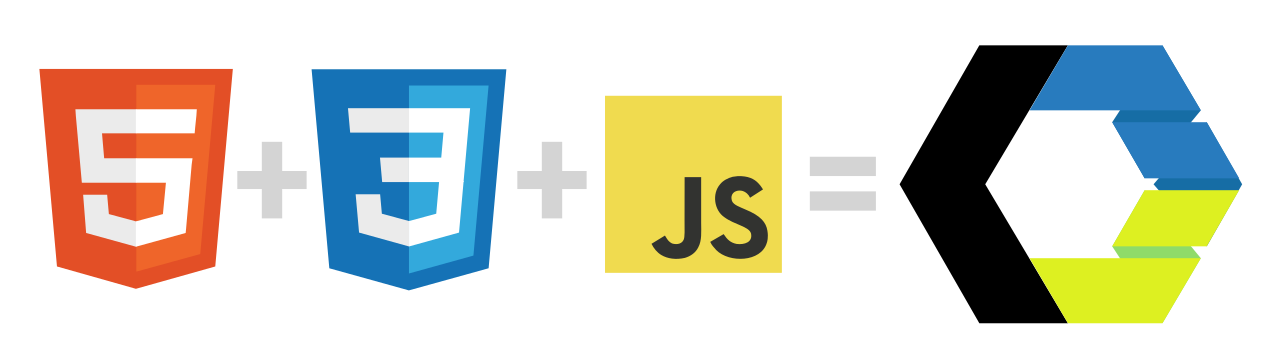 5 + 3 + JS =